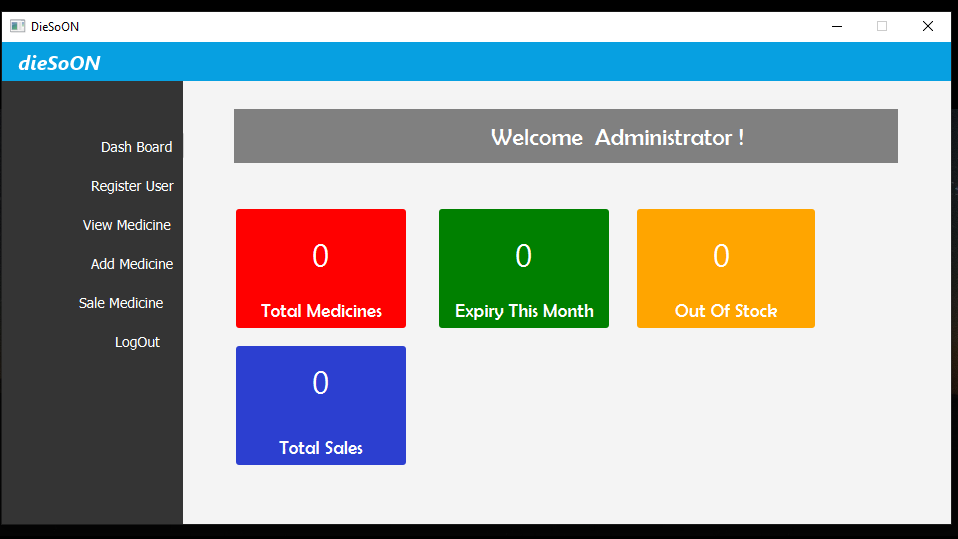 DieSoON
dieSoON
Dash Board
Register User
View Medicine
Add Medicine
Sale Medicine
LogOut
Welcome Administrator !
0
Total Medicines
0
Expiry This Month
0
Out Of Stock
0
Total Sales